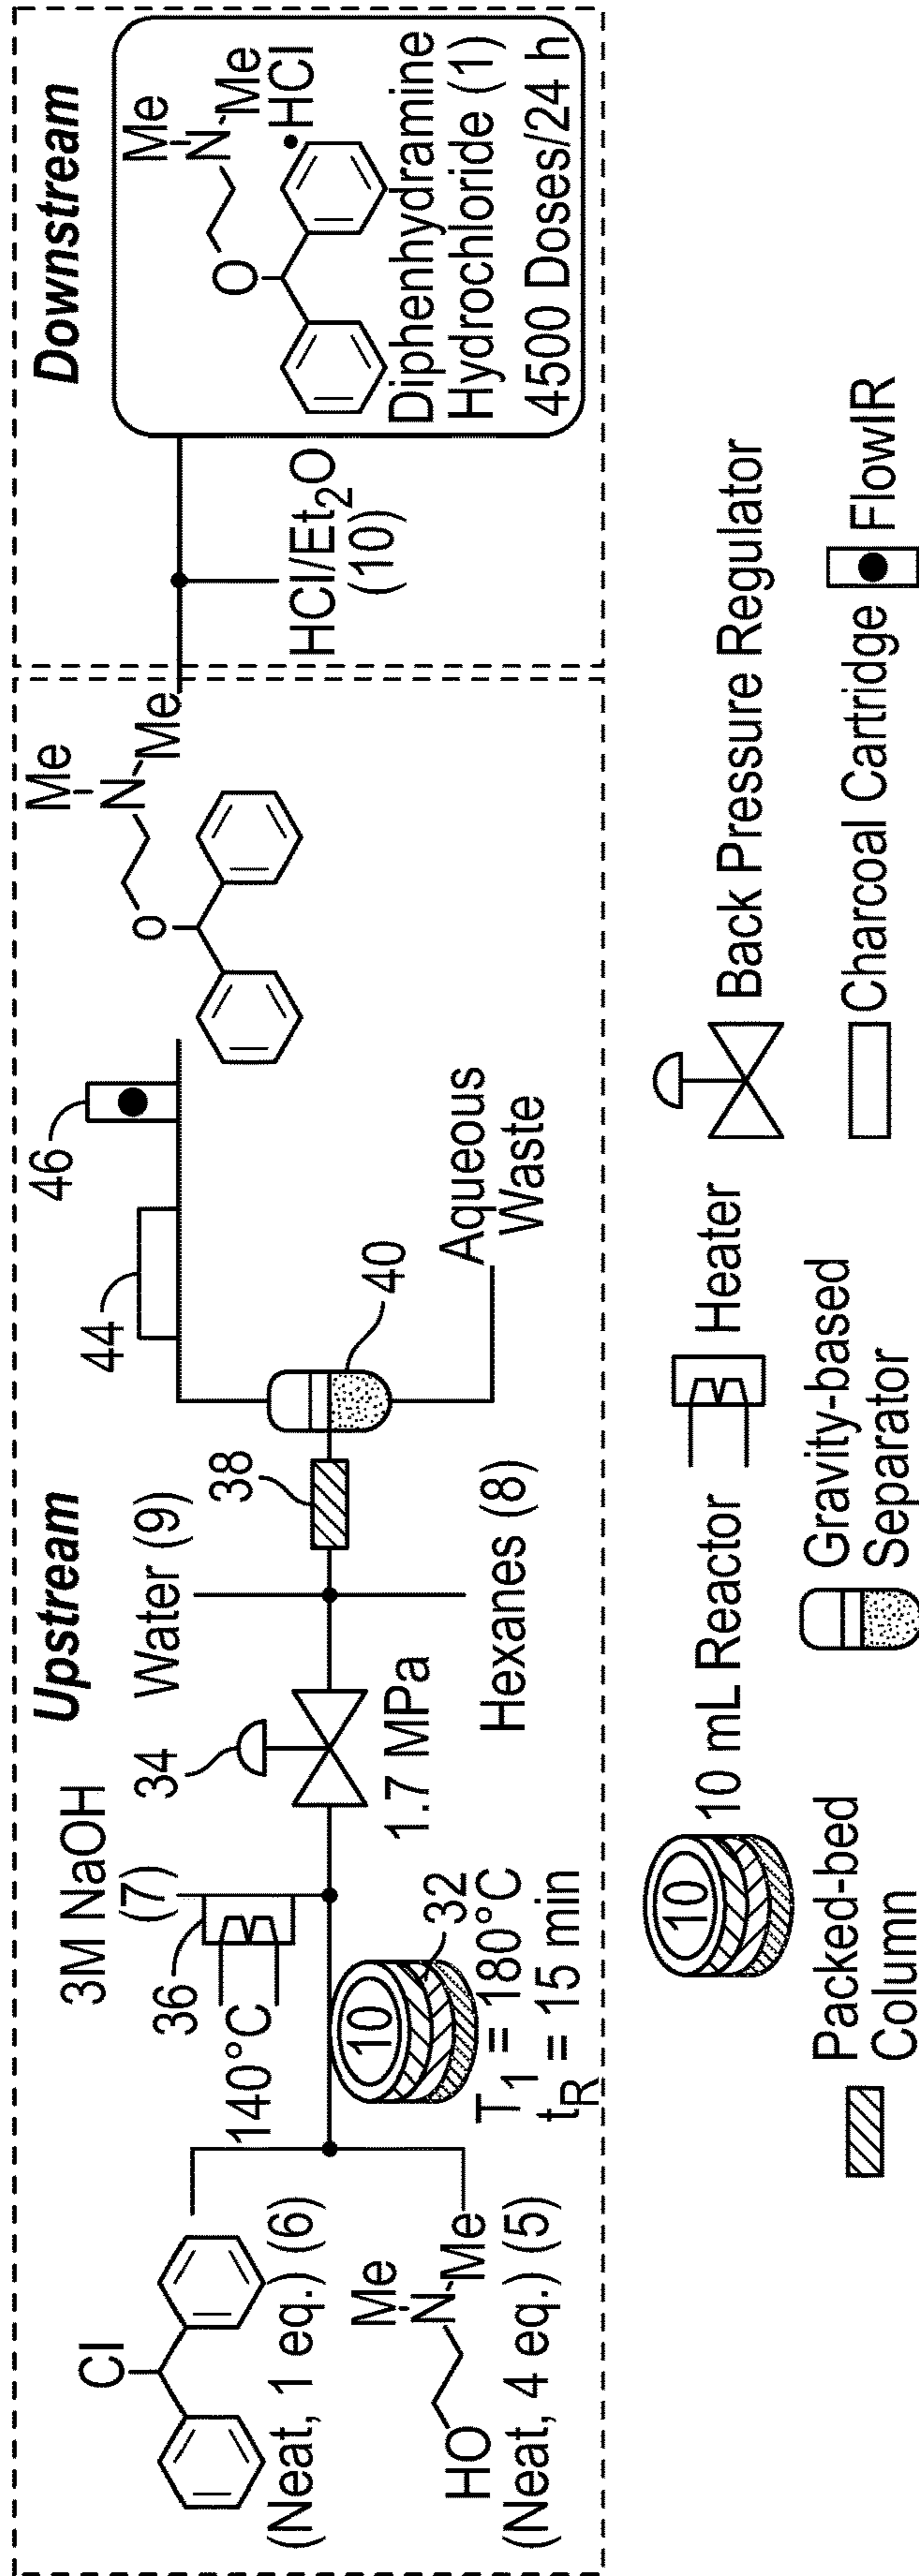 Upstream
Cl
(Neat, 1 eq.) (6)
Me
N
Me
HO
(Neat, 4 eq.) (5)
3M NaOH
(7)
36
140°C
10
32
T1 = 180°C
tR = 15 min
34
1.7 MPa
Water (9)
Hexanes (8)
38
40
Aqueous
Waste
44
46
Me
N
Me
O
Downstream
HCl/Et2O
(10)
Me
N
Me
•HCl
O
Diphenhydramine
Hydrochloride (1)
4500 Doses/24 h
10
10 mL Reactor
Heater
Back Pressure Regulator
Packed-bed
Column
Gravity-based
Separator
Charcoal Cartridge
FlowIR